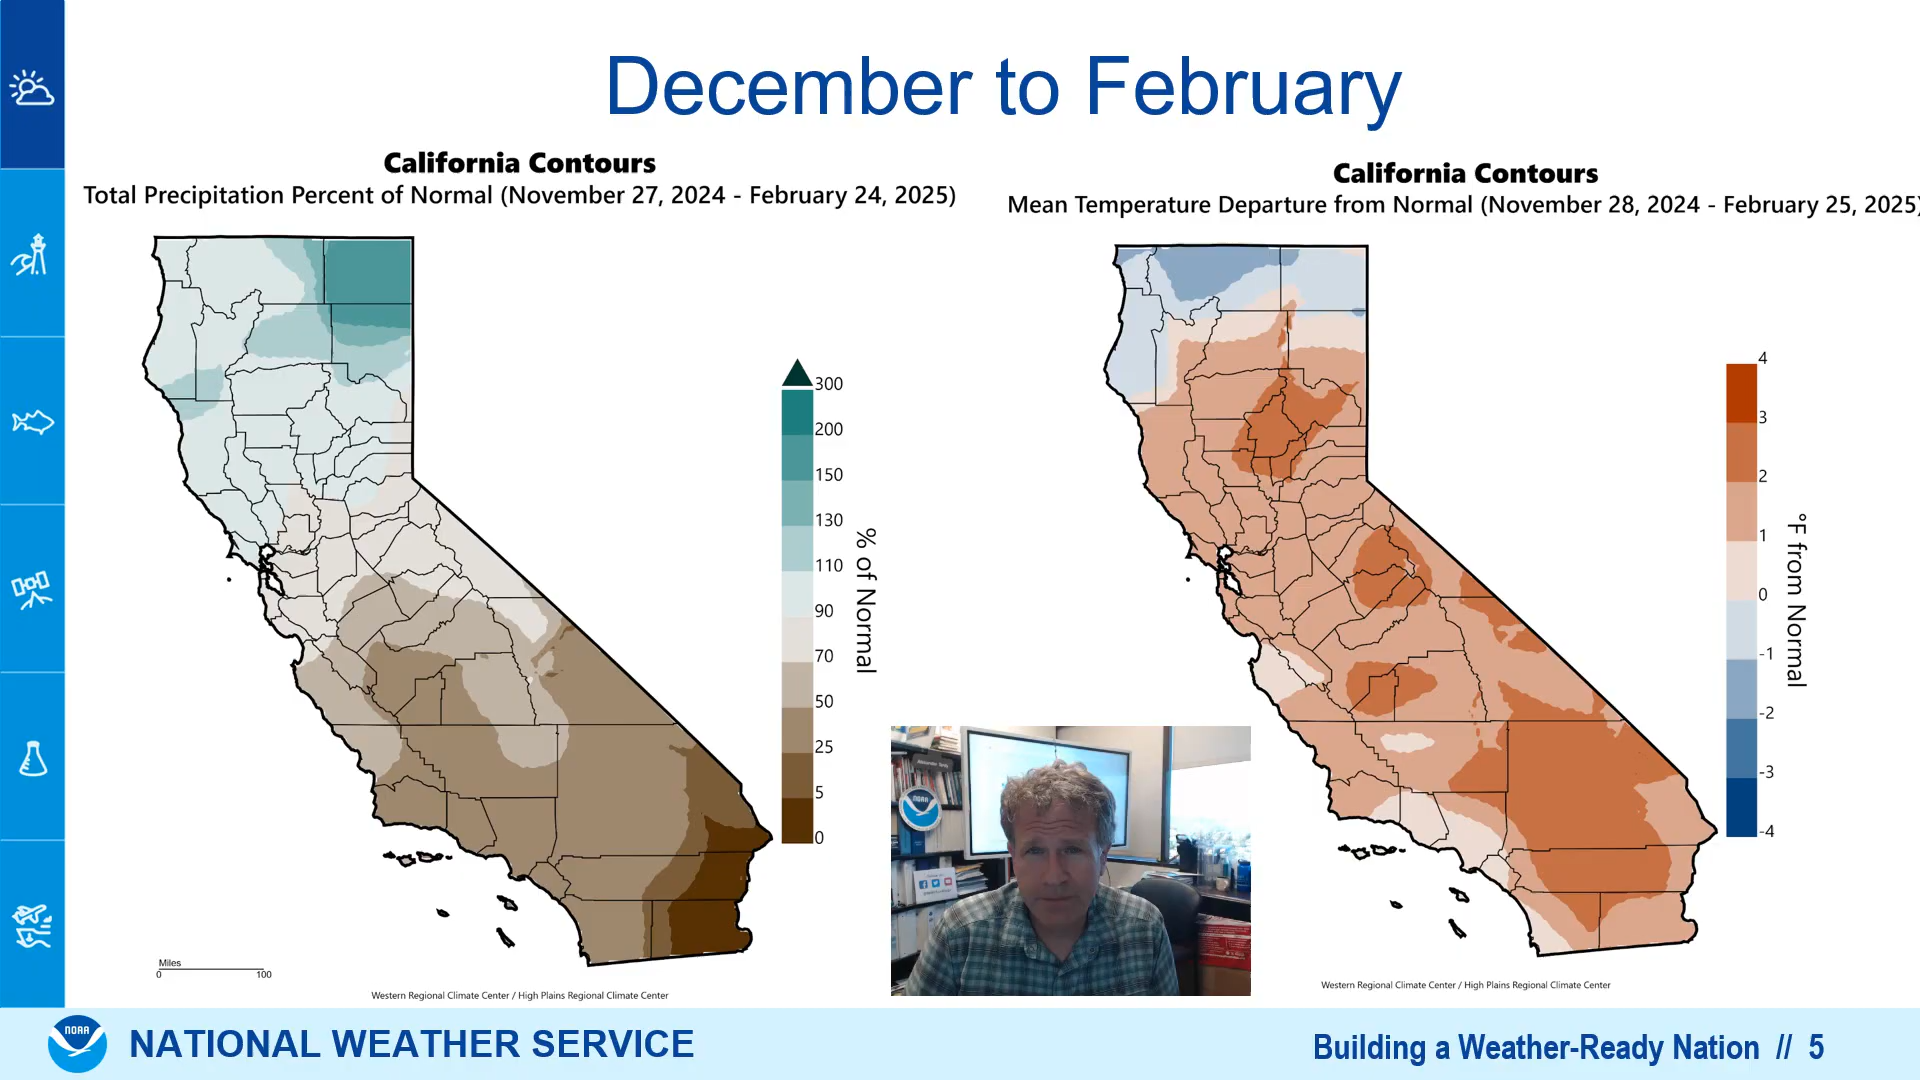 December to February
California Contours
Total Precipitation Percent of Normal (November 27, 2024 - February 24, 2025)
300
200
150
130
110
90
70
50
25
5
0
% of Normal
Miles
0 100
Western Regional Climate Center / High Plains Regional Climate Center
California Contours
Mean Temperature Departure from Normal (November 28, 2024 - February 25, 2025)
4
3
2
1
0
-1
-2
-3
-4
°F from Normal
Western Regional Climate Center / High Plains Regional Climate Center
NOAA
NOAA
NATIONAL WEATHER SERVICE
Building a Weather-Ready Nation // 5